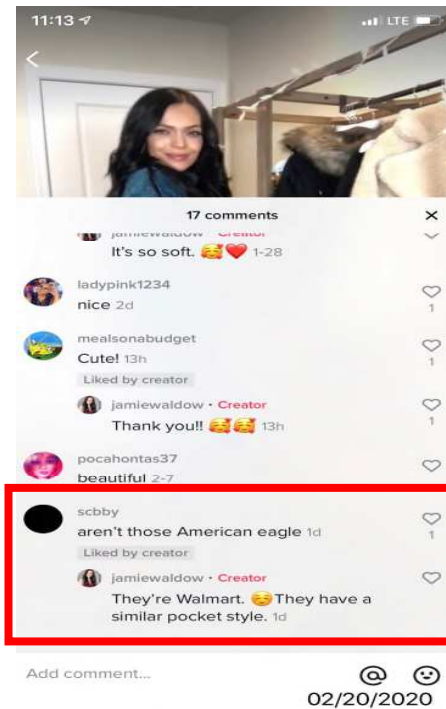 11:13
LTE
17 comments
jamiewaldow • Creator
It's so soft. 🥰❤️ 1-28
ladypink1234
nice 2d
1
mealsonabudget
Cute! 13h
1
Liked by creator
jamiewaldow • Creator
Thank you!! 🥰🥰 13h
1
pocahontas37
beautiful 2-7
scbby
aren't those American eagle 1d
1
Liked by creator
jamiewaldow • Creator
They're Walmart. 😊They have a
similar pocket style. 1d
Add comment...
02/20/2020